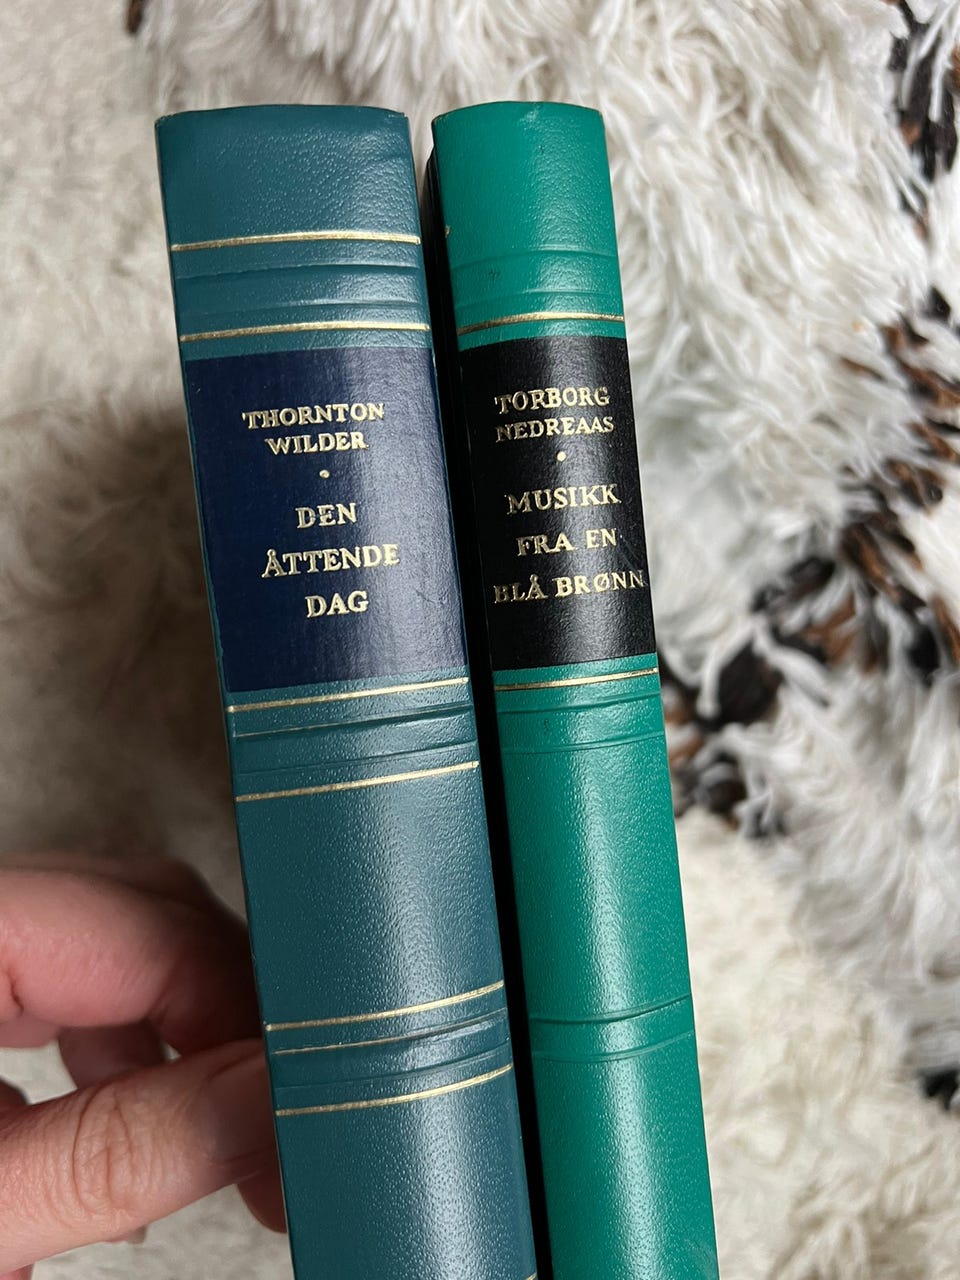 THORNTON
WILDER
•
DEN
ÅTTENDE
DAG
TORBORG
NEDREAAS
•
MUSIKK
FRA EN
BLÅ BRØNN